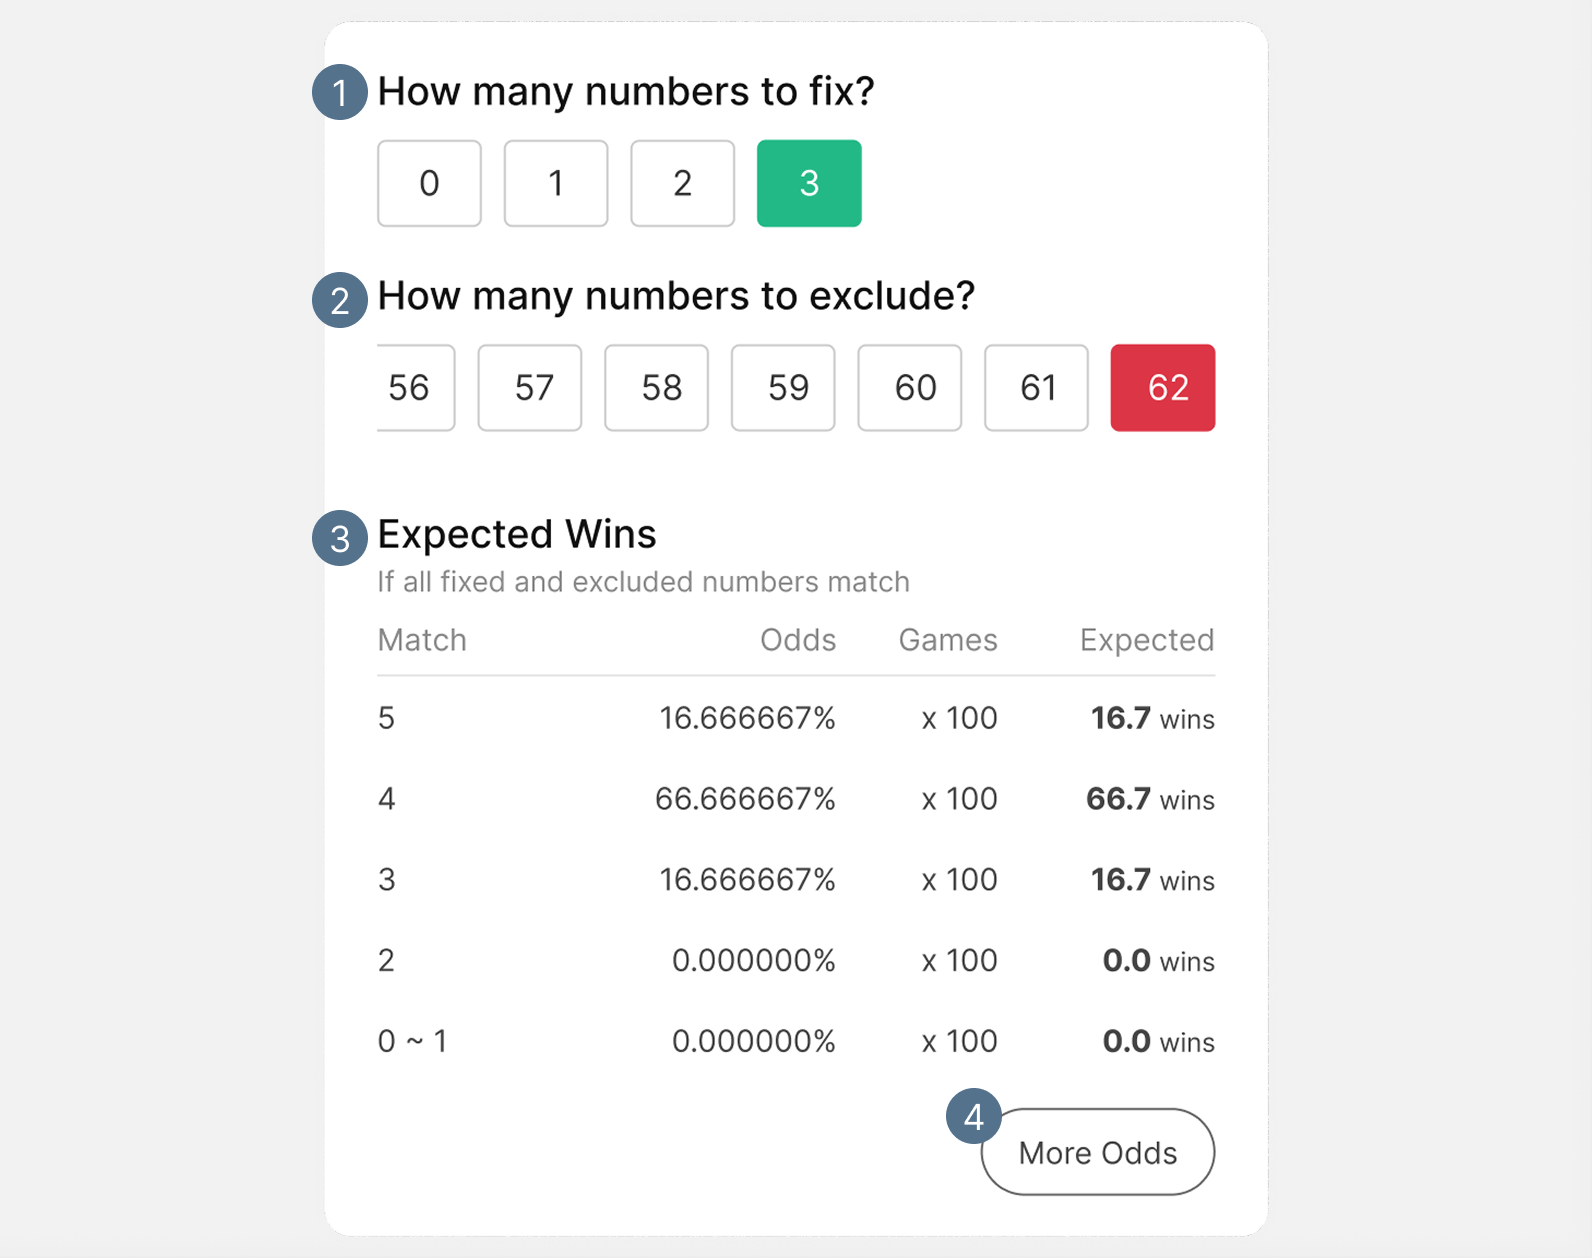 1 How many numbers to fix?
0 1 2 3
2 How many numbers to exclude?
56 57 58 59 60 61 62
3 Expected Wins
If all fixed and excluded numbers match
Match Odds Games Expected
5 16.666667% x 100 16.7 wins
4 66.666667% x 100 66.7 wins
3 16.666667% x 100 16.7 wins
2 0.000000% x 100 0.0 wins
0 ~ 1 0.000000% x 100 0.0 wins
4 More Odds